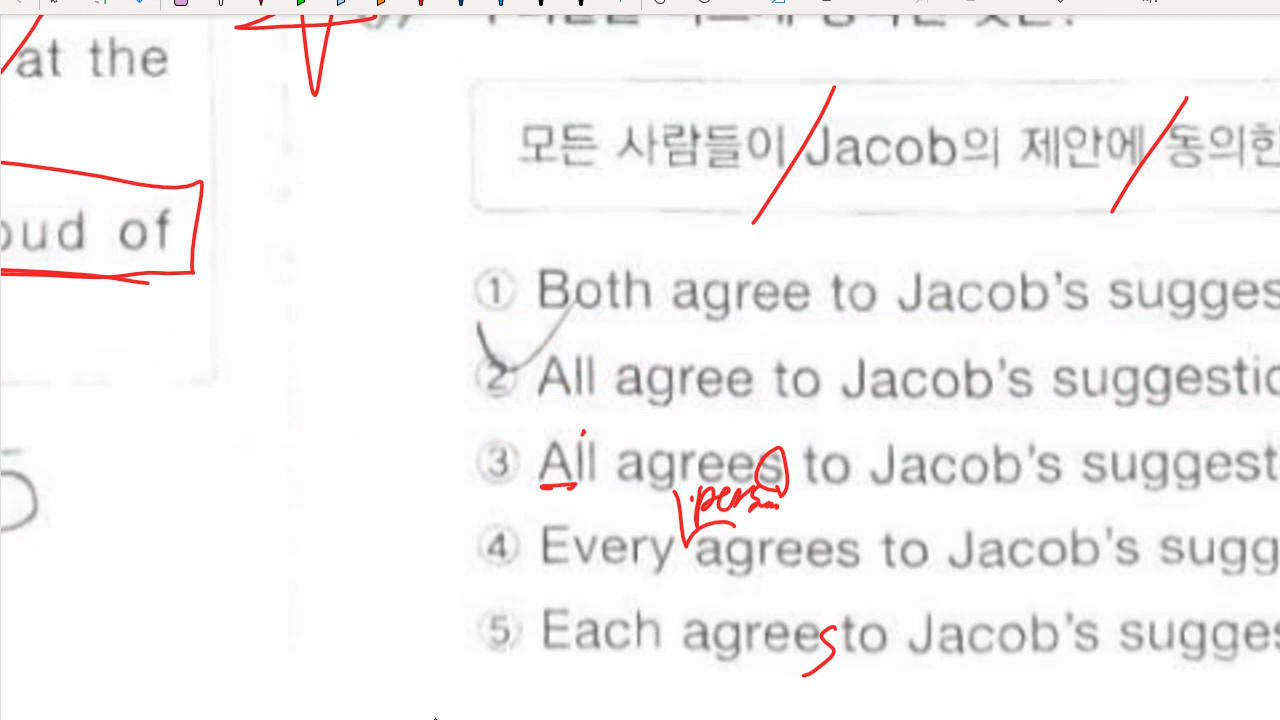 at the
oud of
모든 사람들이 Jacob의 제안에 동의한
① Both agree to Jacob's sugges
② All agree to Jacob's suggestio
③ All agrees to Jacob's suggest
person
④ Every agrees to Jacob's sugg
⑤ Each agrees to Jacob's sugges